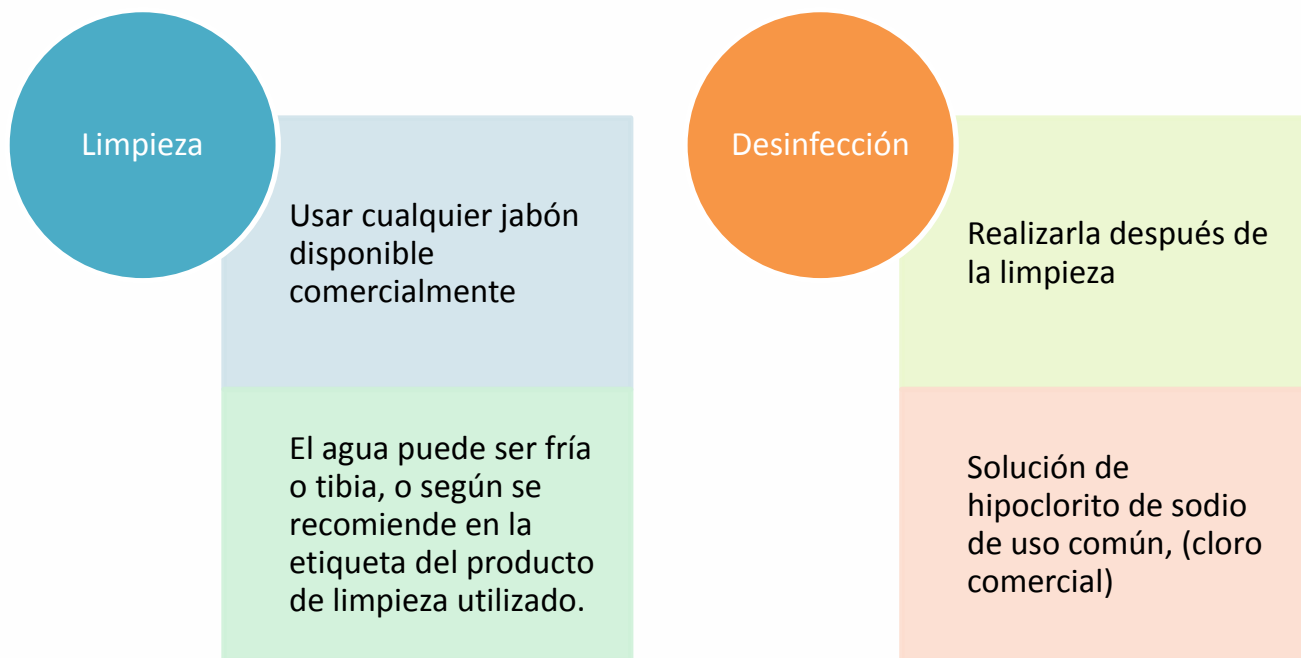 Limpieza
Usar cualquier jabón
disponible
comercialmente
El agua puede ser fría
o tibia, o según se
recomiende en la
etiqueta del producto
de limpieza utilizado.
Desinfección
Realizarla después de
la limpieza
Solución de
hipoclorito de sodio
de uso común, (cloro
comercial)